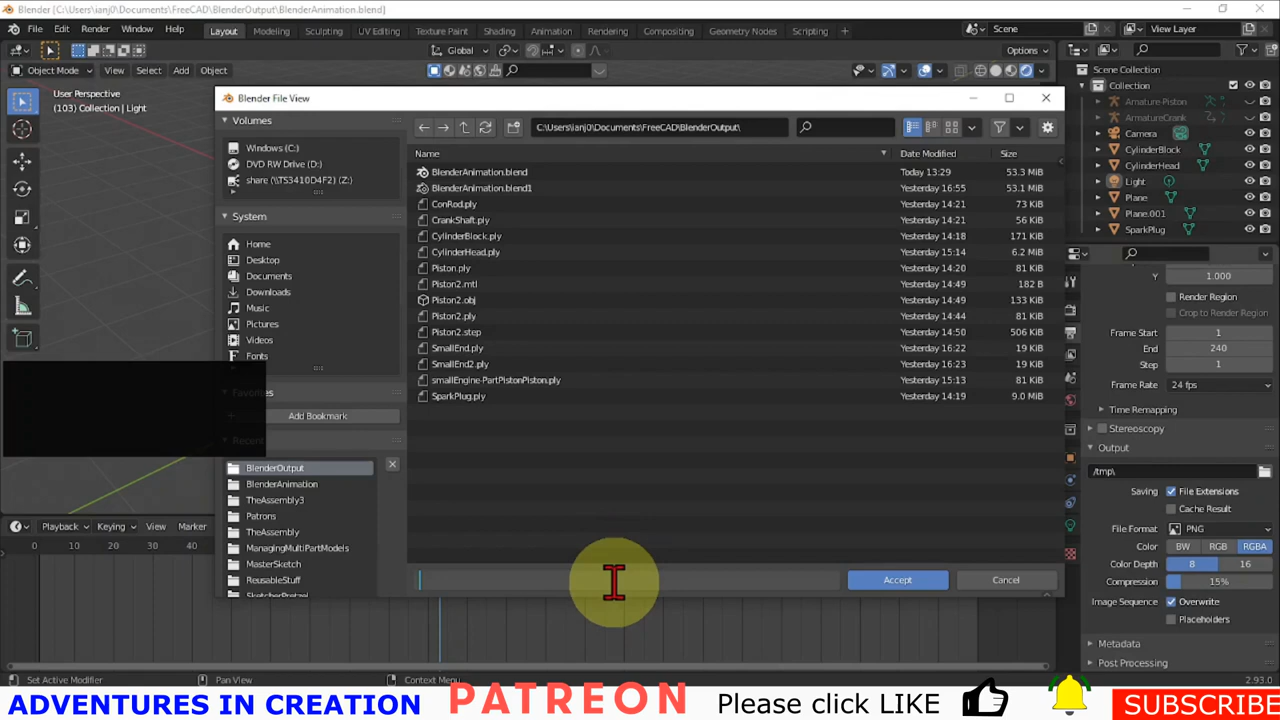 Blender [C:\Users\ianj0\Documents\FreeCAD\BlenderOutput\BlenderAnimation.blend]
File Edit Render Window Help Layout Modeling Sculpting UV Editing Texture Paint Shading Animation Rendering Compositing Geometry Nodes Scripting + Scene View Layer
Global Options
Object Mode View Select Add Object
User Perspective
(103) Collection | Light
Scene Collection
Collection
Armature-Piston
ArmatureCrank
Camera
CylinderBlock
CylinderHead
Light
Plane
Plane.001
SparkPlug
Blender File View
Volumes
Windows (C:)
DVD RW Drive (D:)
share (\\TS3410D4F2) (Z:)
System
Home
Desktop
Documents
Downloads
Music
Pictures
Videos
Fonts
Favorites
Add Bookmark
Recent
BlenderOutput
BlenderAnimation
TheAssembly3
Patrons
TheAssembly
ManagingMultiPartModels
MasterSketch
ReusableStuff
SketcherPretzel
C:\Users\ianj0\Documents\FreeCAD\BlenderOutput\
Name Date Modified Size
BlenderAnimation.blend Today 13:29 53.3 MiB
BlenderAnimation.blend1 Yesterday 16:55 53.1 MiB
ConRod.ply Yesterday 14:21 73 KiB
CrankShaft.ply Yesterday 14:21 56 KiB
CylinderBlock.ply Yesterday 14:18 171 KiB
CylinderHead.ply Yesterday 15:14 6.2 MiB
Piston.ply Yesterday 14:20 81 KiB
Piston2.mtl Yesterday 14:49 182 B
Piston2.obj Yesterday 14:49 133 KiB
Piston2.ply Yesterday 14:44 81 KiB
Piston2.step Yesterday 14:50 506 KiB
SmallEnd.ply Yesterday 16:22 19 KiB
SmallEnd2.ply Yesterday 16:23 19 KiB
smallEngine-PartPistonPiston.ply Yesterday 15:13 81 KiB
SparkPlug.ply Yesterday 14:19 9.0 MiB
Accept Cancel
Y 1.000
Render Region
Crop to Render Region
Frame Start 1
End 240
Step 1
Frame Rate 24 fps
Time Remapping
Stereoscopy
Output
/tmp\
Saving File Extensions
Cache Result
File Format PNG
Color BW RGB RGBA
Color Depth 8 16
Compression 15%
Image Sequence Overwrite
Placeholders
Metadata
Post Processing
Playback Keying View Marker
0 10 20 30
Set Active Modifier Pan View Context Menu 2.93.0
ADVENTURES IN CREATION PATREON Please click LIKE SUBSCRIBE